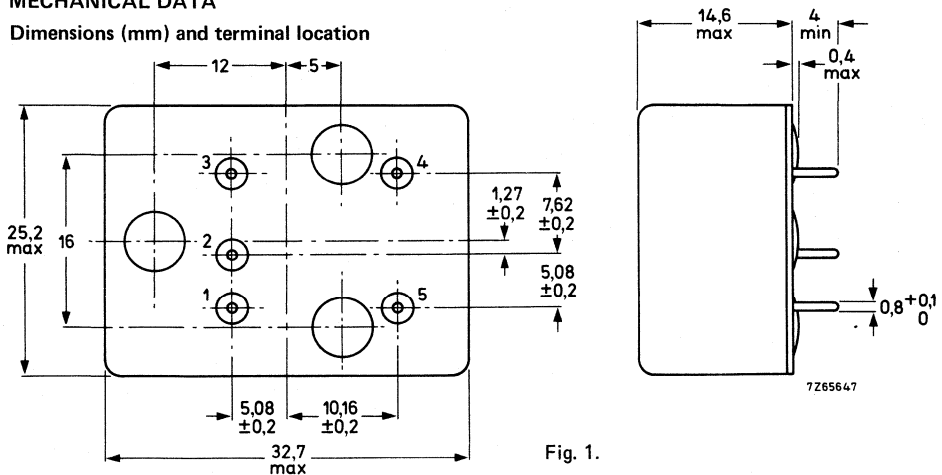 MECHANICAL DATA
Dimensions (mm) and terminal location
12
5
3
4
2
1
5
25,2
max
16
1,27
±0,2
7,62
±0,2
5,08
±0,2
5,08
±0,2
10,16
±0,2
32,7
max
Fig. 1.
14,6
max
4
min
0,4
max
0,8 +0,1
0
7Z65647